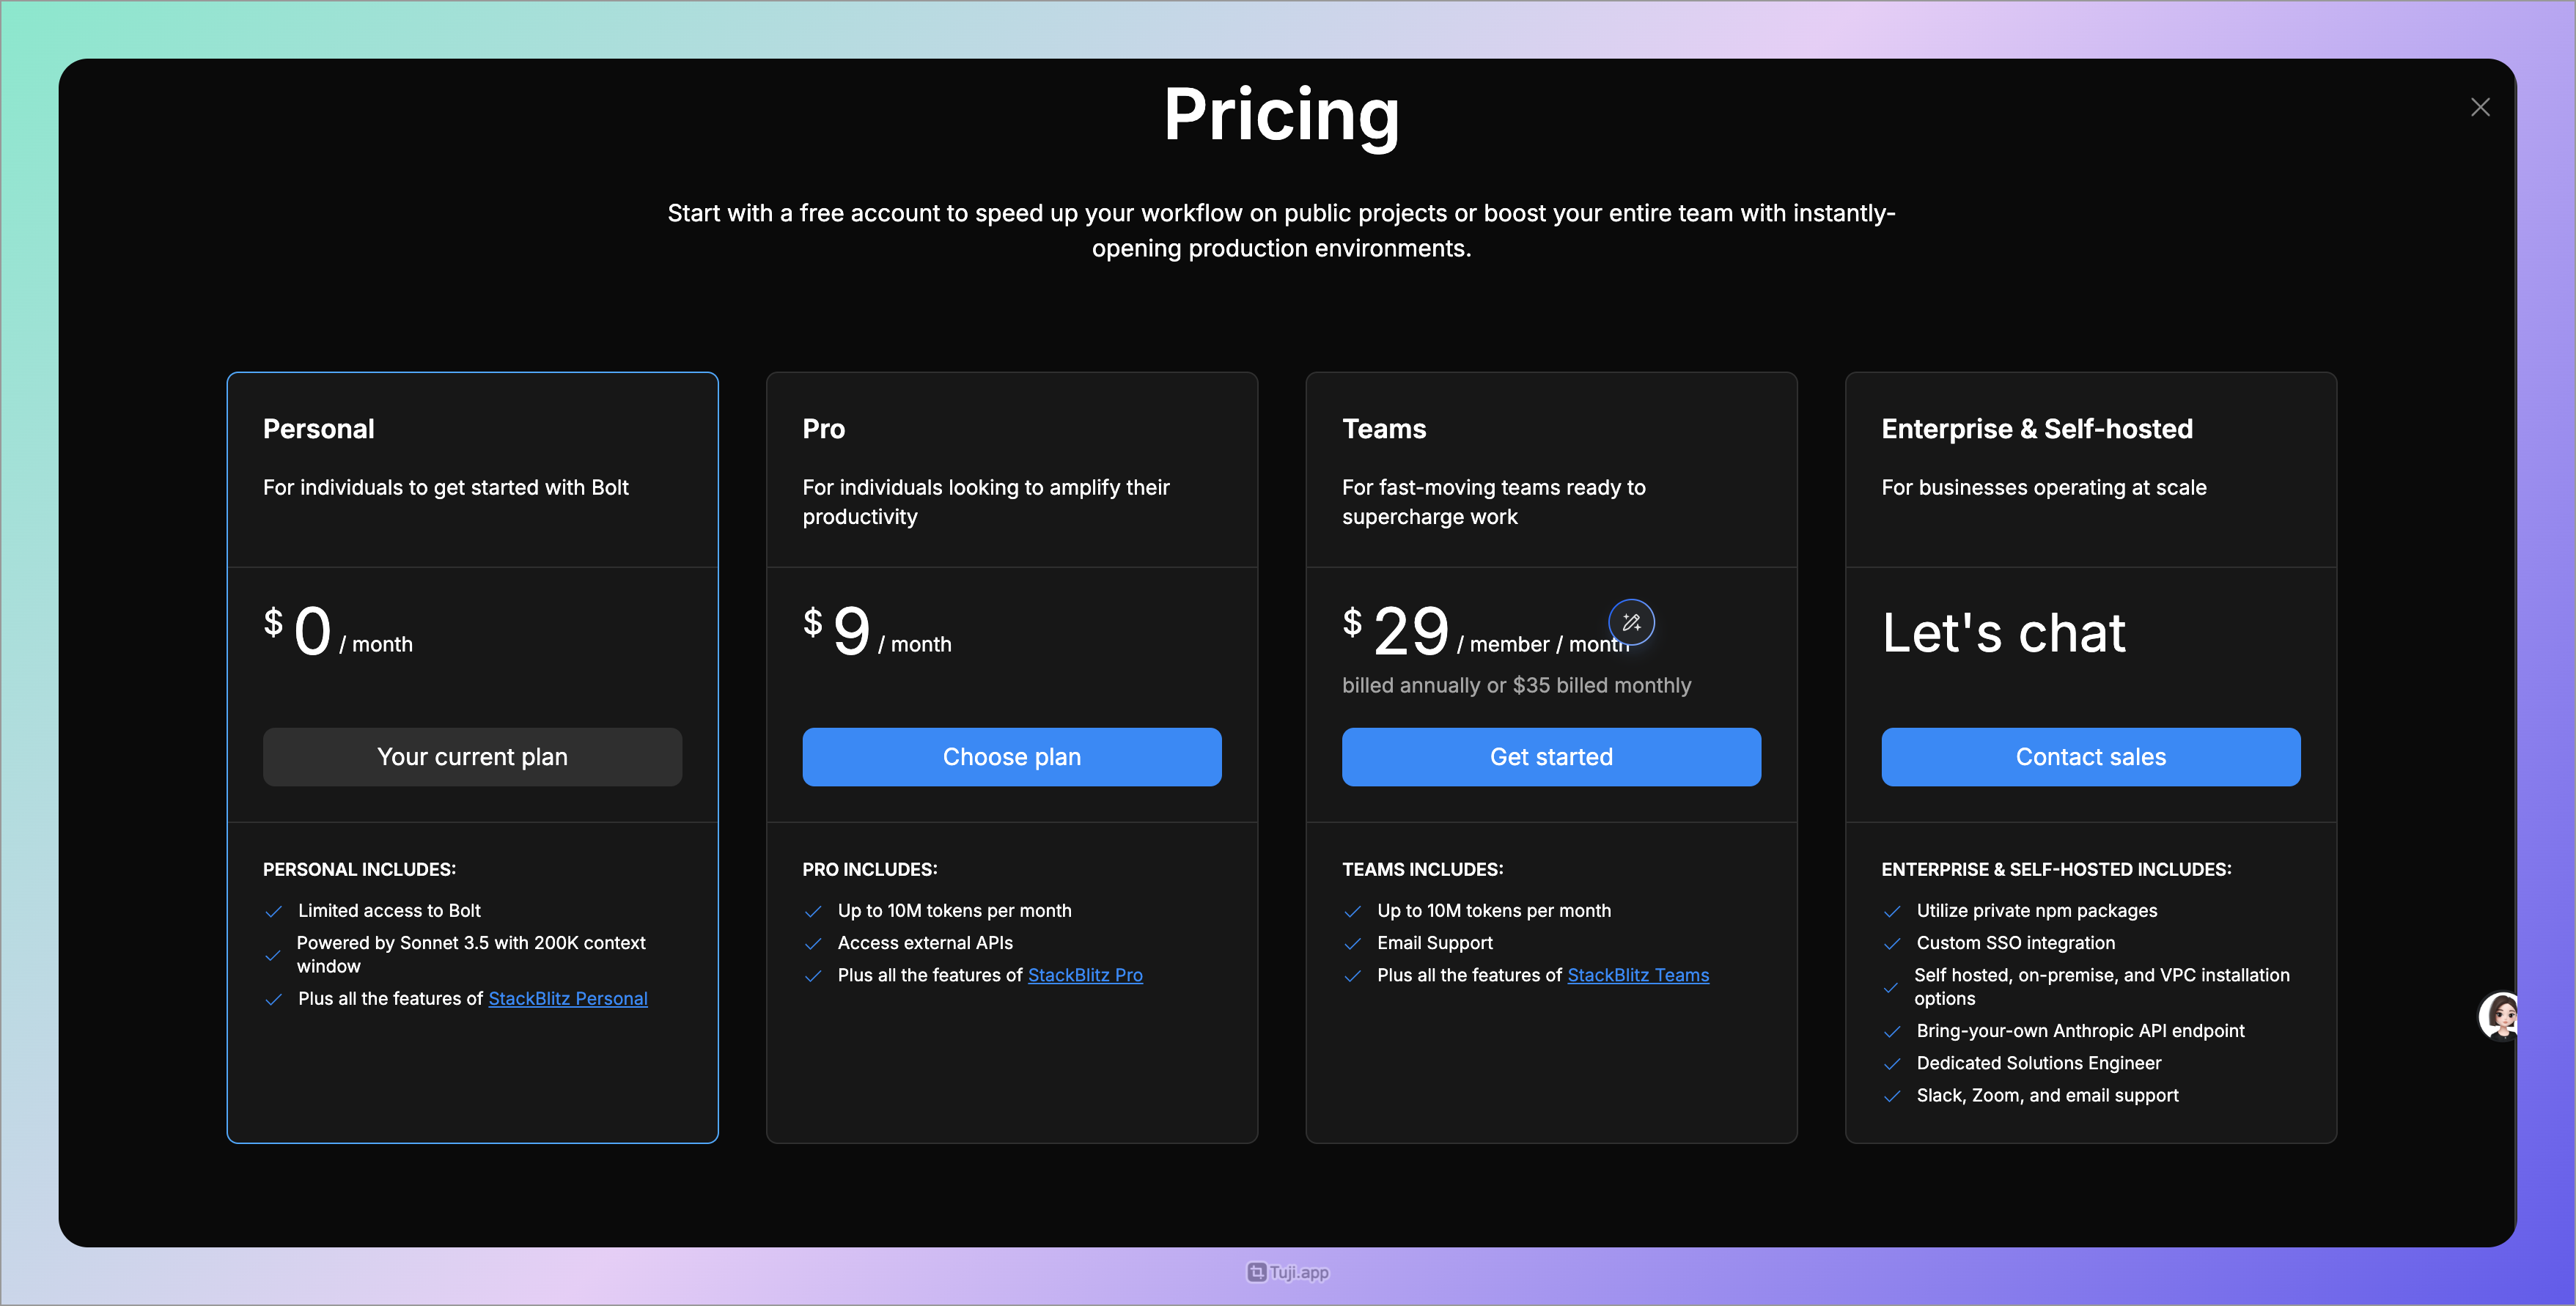 Pricing
Start with a free account to speed up your workflow on public projects or boost your entire team with instantly-
opening production environments.
Personal
For individuals to get started with Bolt
$ 0 / month
Your current plan
PERSONAL INCLUDES:
Limited access to Bolt
Powered by Sonnet 3.5 with 200K context
window
Plus all the features of StackBlitz Personal
Pro
For individuals looking to amplify their
productivity
$ 9 / month
Choose plan
PRO INCLUDES:
Up to 10M tokens per month
Access external APIs
Plus all the features of StackBlitz Pro
Teams
For fast-moving teams ready to
supercharge work
$ 29 / member / month
billed annually or $35 billed monthly
Get started
TEAMS INCLUDES:
Up to 10M tokens per month
Email Support
Plus all the features of StackBlitz Teams
Enterprise & Self-hosted
For businesses operating at scale
Let's chat
Contact sales
ENTERPRISE & SELF-HOSTED INCLUDES:
Utilize private npm packages
Custom SSO integration
Self hosted, on-premise, and VPC installation
options
Bring-your-own Anthropic API endpoint
Dedicated Solutions Engineer
Slack, Zoom, and email support
Tuji.app